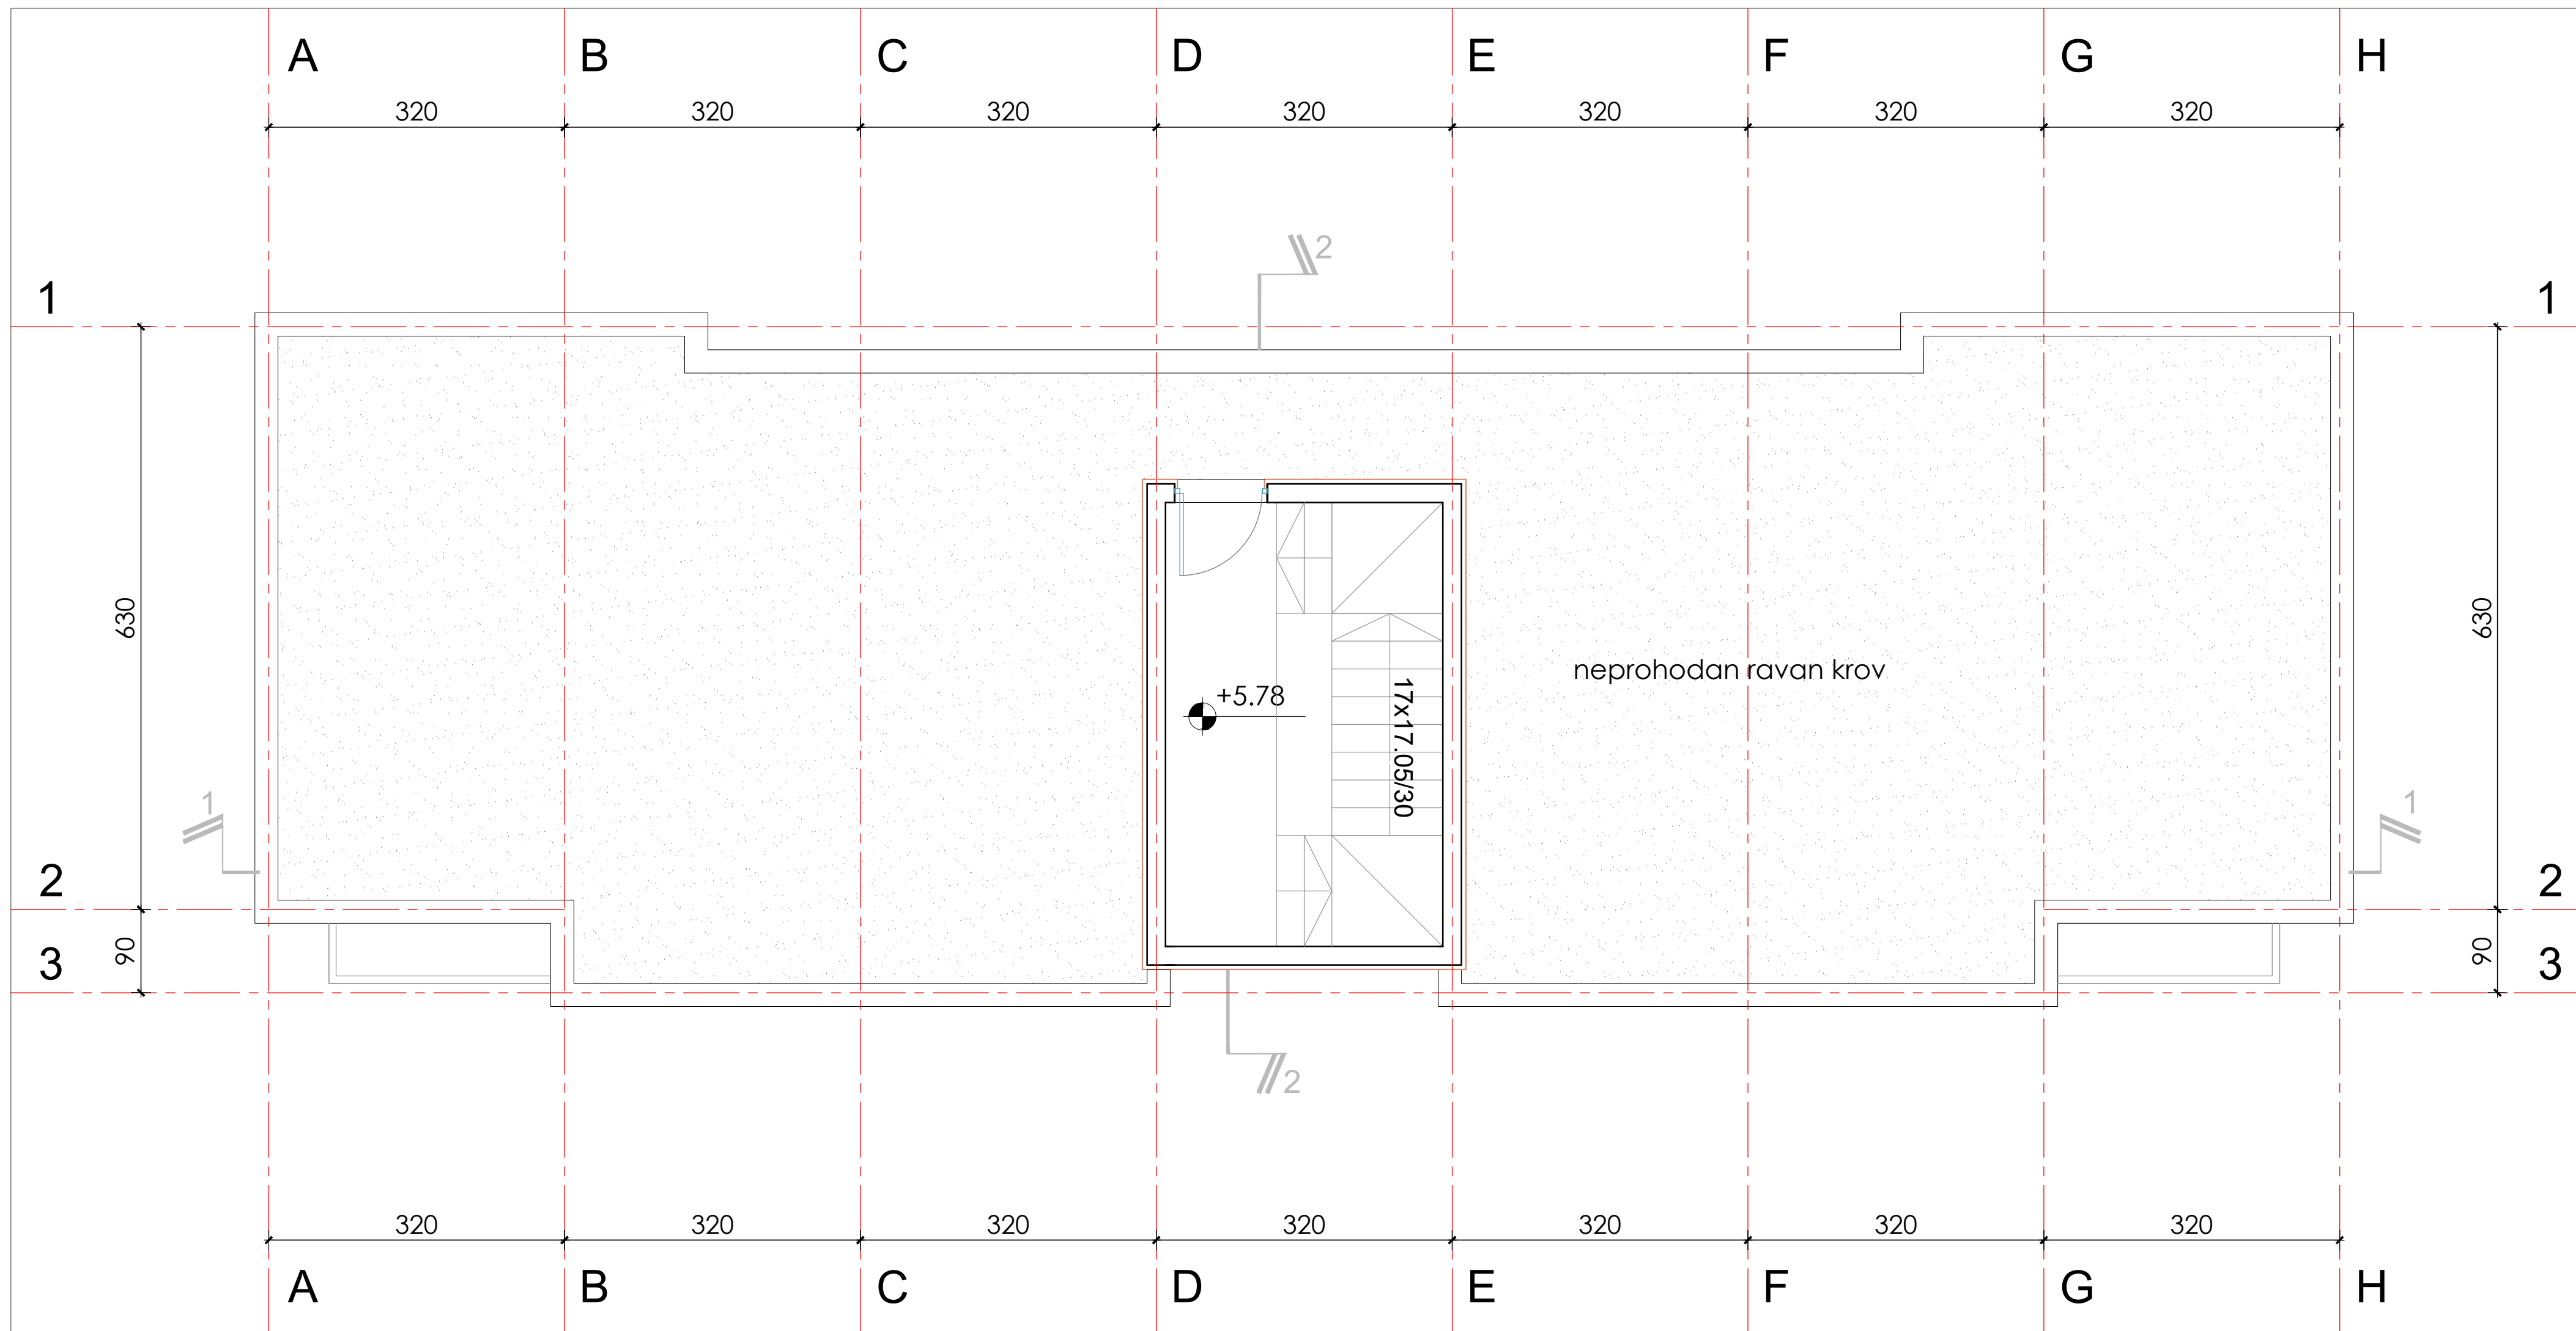 A B C D E F G H
320 320 320 320 320 320 320
2
1 1
630 630
neprohodan ravan krov
+5.78
17x17.05/30
1 1
2 2
90 90
3 3
2
320 320 320 320 320 320 320
A B C D E F G H